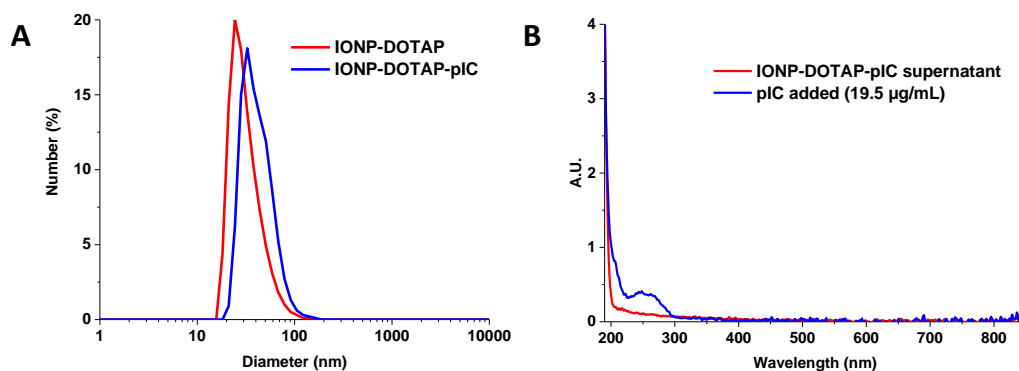 A
IONP-DOTAP
IONP-DOTAP-pIC
Number (%)
20
15
10
5
0
1
10
100
1000
10000
Diameter (nm)
B
IONP-DOTAP-pIC supernatant
pIC added (19.5 µg/mL)
A.U.
4
3
2
1
0
200
300
400
500
600
700
800
Wavelength (nm)